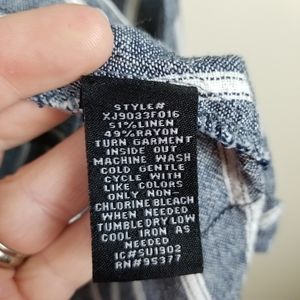 STYLE#
XJ9033F016
51%LINEN
49%RAYON
TURN GARMENT
INSIDE OUT
MACHINE WASH
COLD GENTLE
CYCLE WITH
LIKE COLORS
ONLY NON-
CHLORINE BLEACH
WHEN NEEDED
TUMBLE DRY LOW
COOL IRON AS
NEEDED
IC#SU1902
RN#95377